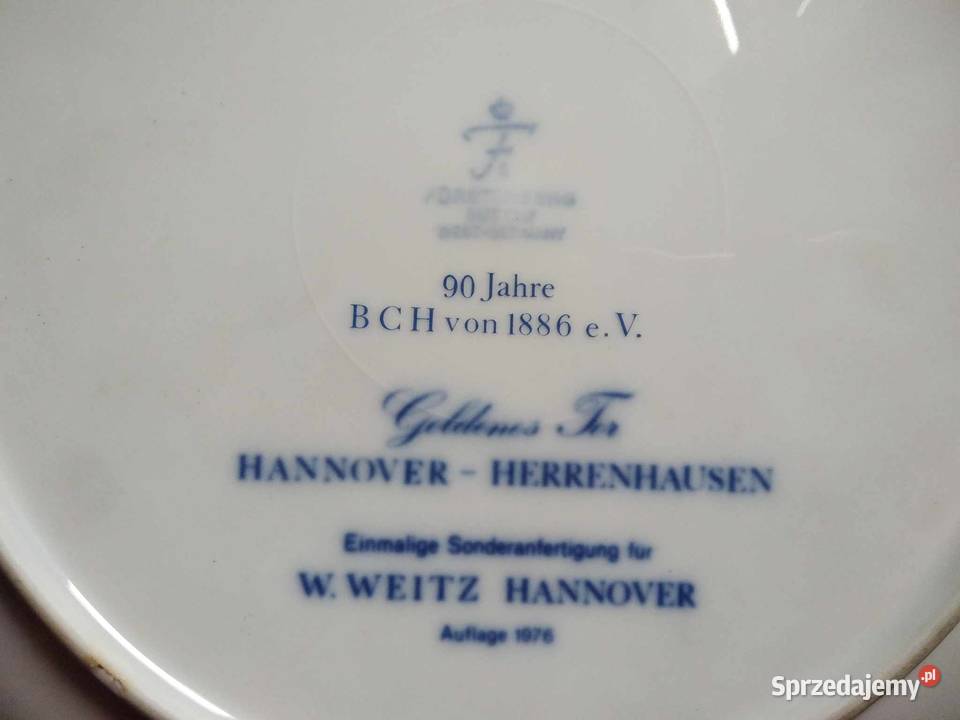 90 Jahre
BCH von 1886 e.V.
Goldenes Tor
HANNOVER - HERRENHAUSEN
Einmalige Sonderanfertigung für
W. WEITZ HANNOVER
Auflage 1976
Sprzedajemy.pl